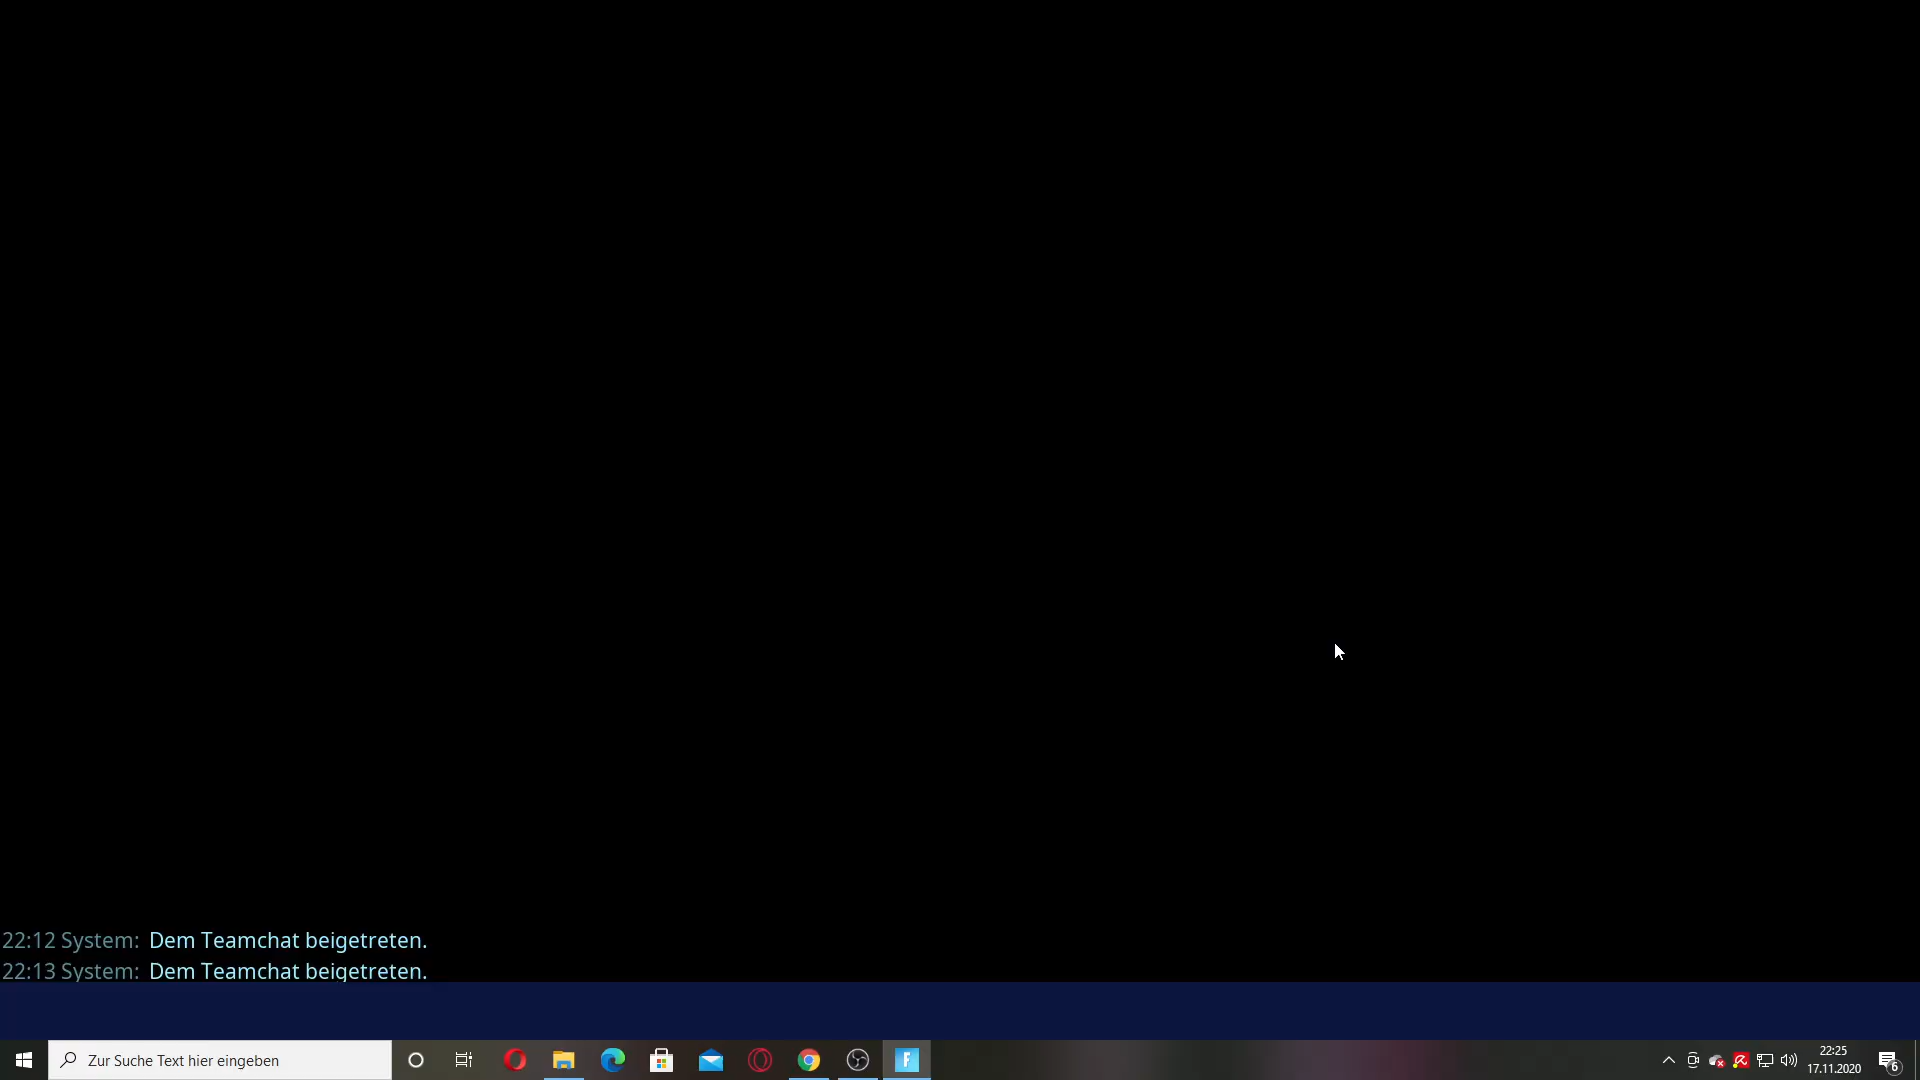 22:12 System: Dem Teamchat beigetreten.
22:13 System: Dem Teamchat beigetreten.
Zur Suche Text hier eingeben
22:25
17.11.2020
6